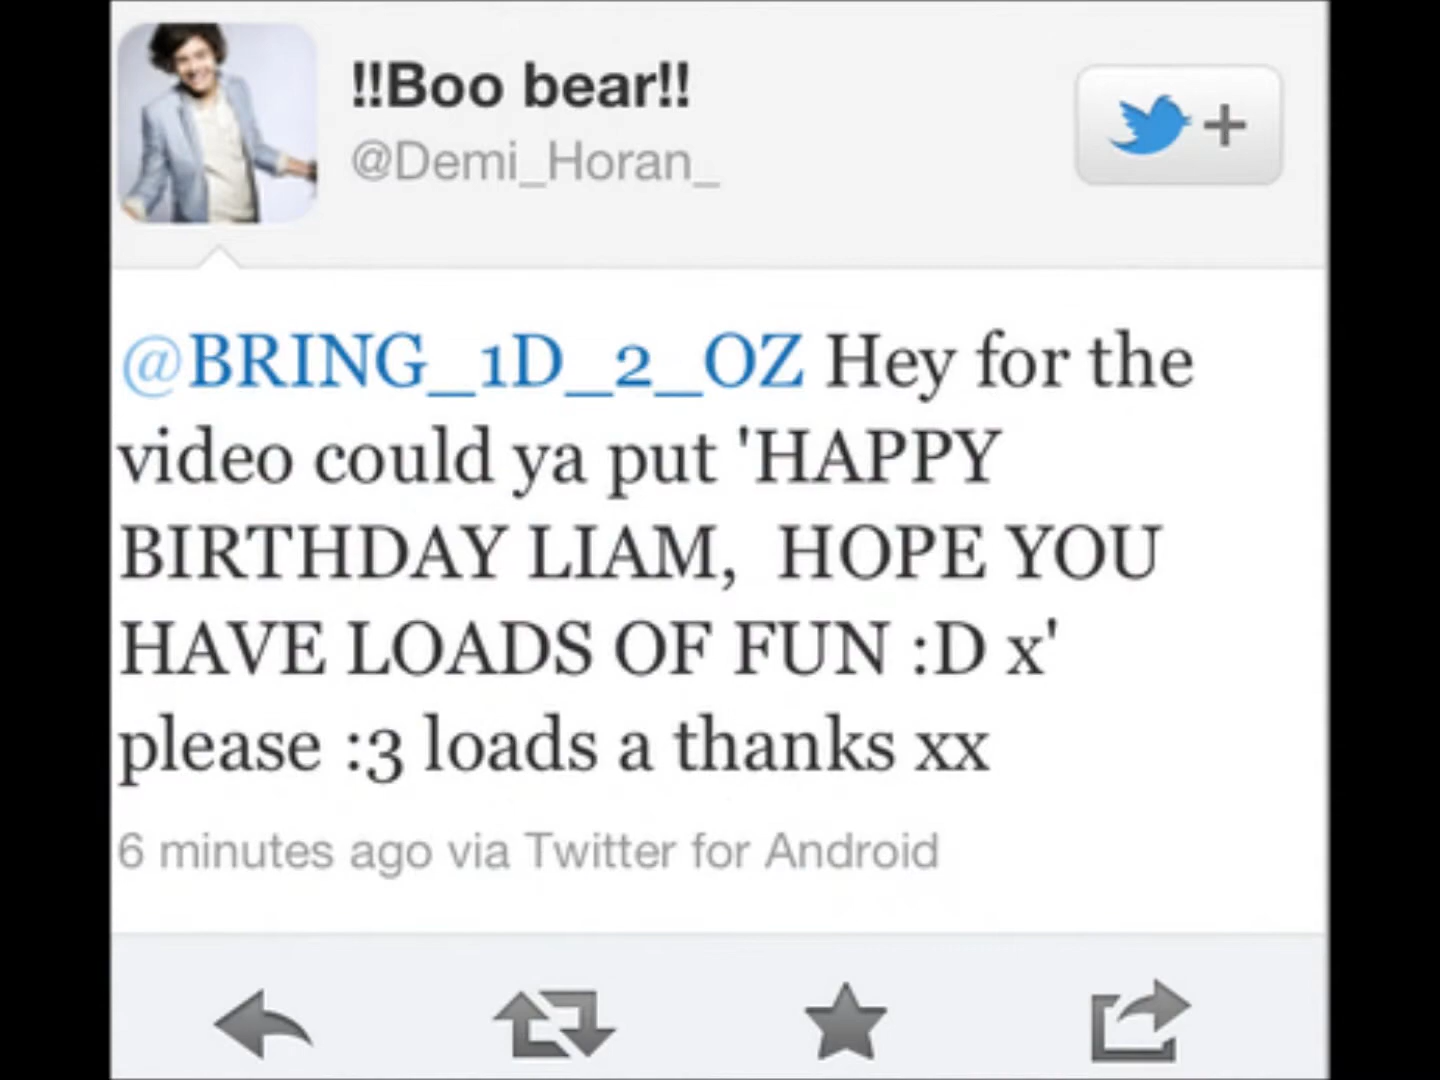 !!Boo bear!!
@Demi_Horan_
@BRING_1D_2_OZ Hey for the
video could ya put 'HAPPY
BIRTHDAY LIAM,  HOPE YOU
HAVE LOADS OF FUN :D x'
please :3 loads a thanks xx
6 minutes ago via Twitter for Android